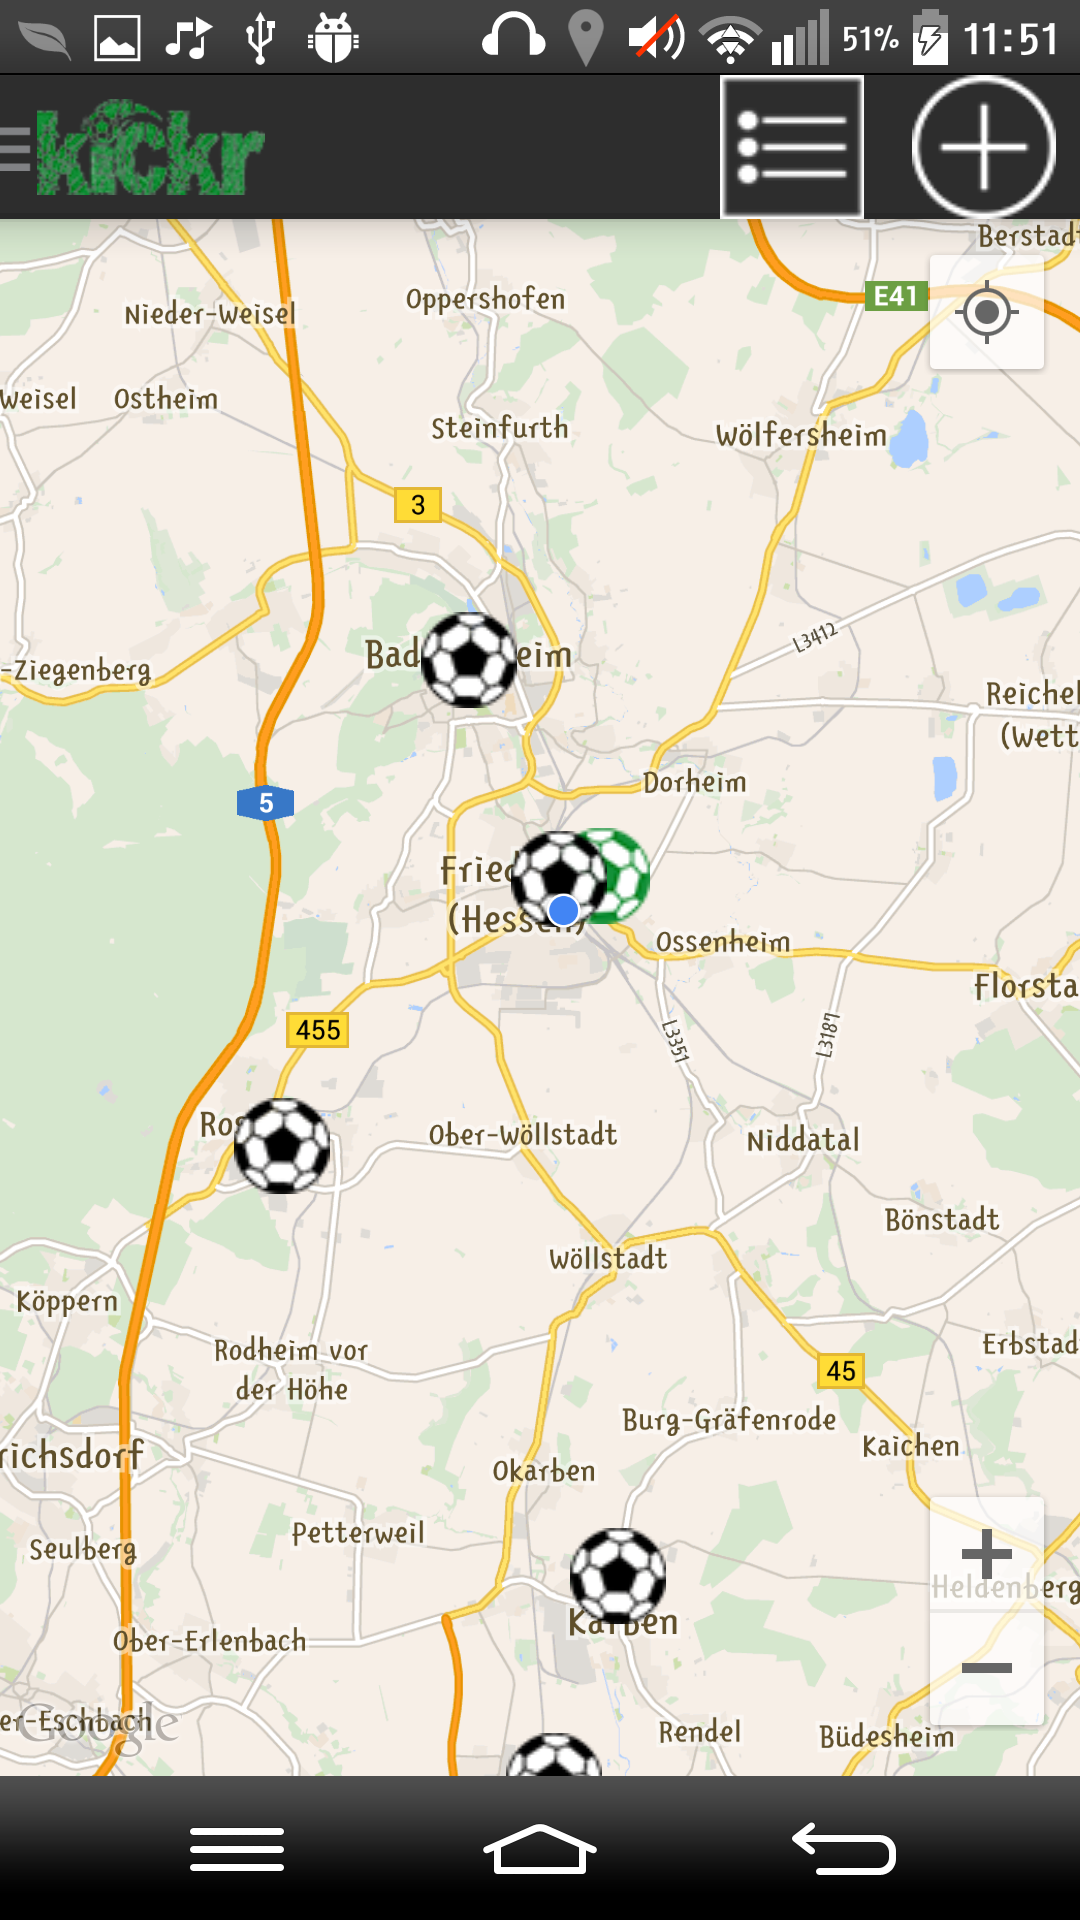 51% 11:51
kickr
Berstadt
E41
Oppershofen
Nieder-Weisel
weisel
Ostheim
Steinfurth
Wölfersheim
3
L3412
Bad
eim
-Ziegenberg
Reichel
(Wett
Dorheim
5
Fried
(Hessen)
Ossenheim
Florsta
455
L3351
L3187
Ros
Ober-Wöllstadt
Niddatal
Bönstadt
Wöllstadt
Köppern
Rodheim vor
der Höhe
Erbstad
45
Burg-Gräfenrode
Kaichen
richsdorf
Okarben
Petterweil
Seulberg
Heldenberg
Karben
Ober-Erlenbach
er-Eschbach
Google
Rendel
Büdesheim